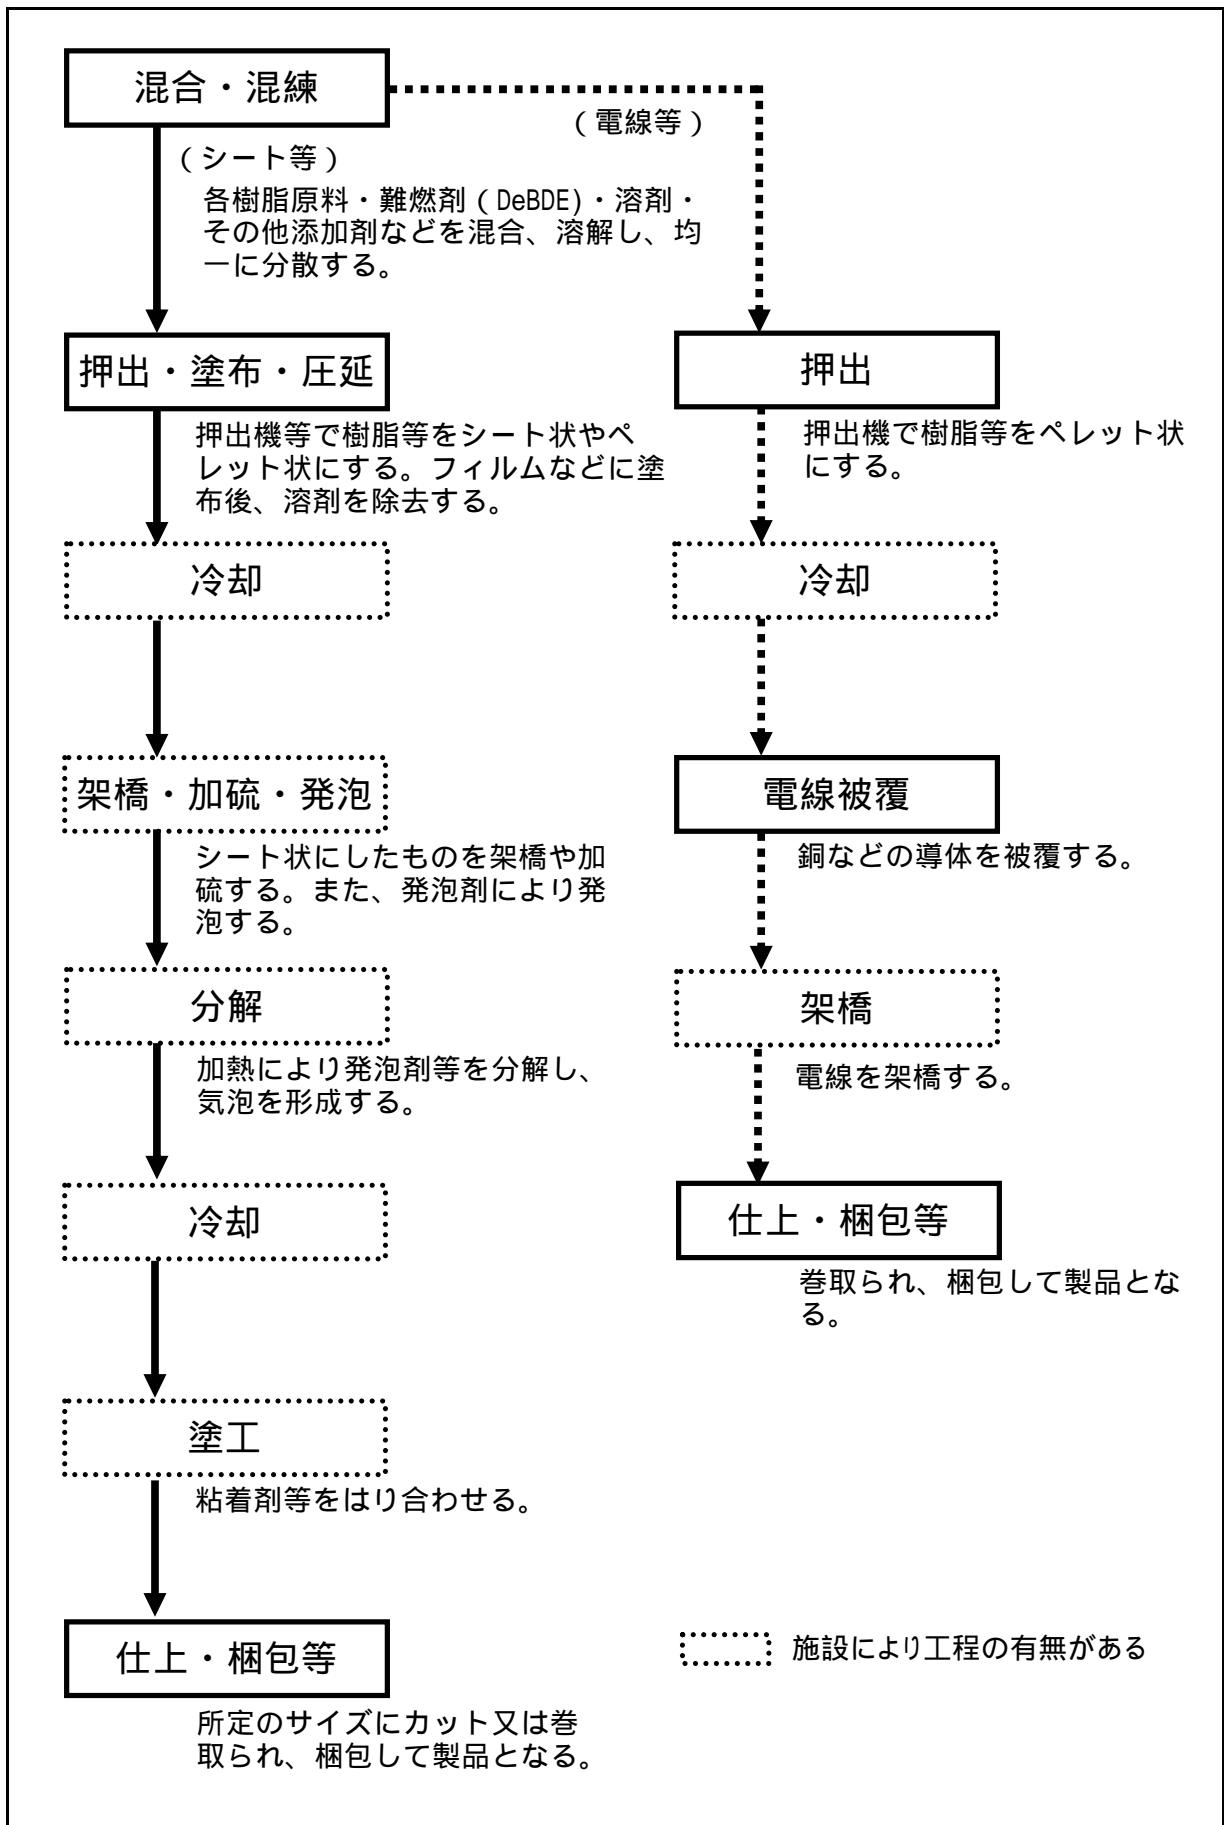 混合・混練
(シート等)
各樹脂原料・難燃剤(DeBDE)・溶剤・
その他添加剤などを混合、溶解し、均
一に分散する。
押出・塗布・圧延
押出機等で樹脂等をシート状やペ
レット状にする。フィルムなどに塗
布後、溶剤を除去する。
冷却
架橋・加硫・発泡
シート状にしたものを架橋や加
硫する。また、発泡剤により発
泡する。
分解
加熱により発泡剤等を分解し、
気泡を形成する。
冷却
塗工
粘着剤等をはり合わせる。
仕上・梱包等
所定のサイズにカット又は巻
取られ、梱包して製品となる。
(電線等)
押出
押出機で樹脂等をペレット状
にする。
冷却
電線被覆
銅などの導体を被覆する。
架橋
電線を架橋する。
仕上・梱包等
巻取られ、梱包して製品とな
る。
施設により工程の有無がある